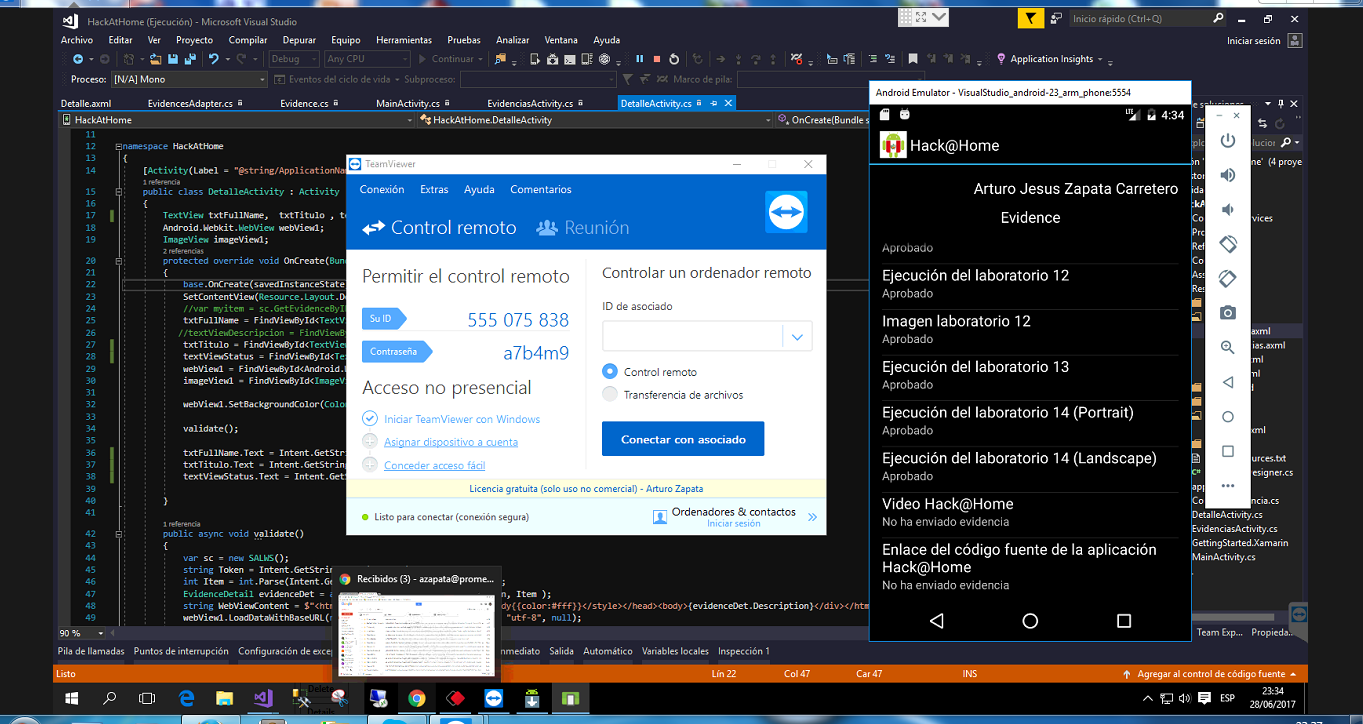 HackAtHome (Ejecución) - Microsoft Visual Studio
Inicio rápido (Ctrl+Q)
Archivo Editar Ver Proyecto Compilar Depurar Equipo Herramientas Pruebas Analizar Ventana Ayuda
Iniciar sesión
Debug Any CPU Continuar Application Insights
Proceso: [N/A] Mono Eventos del ciclo de vida Subproceso: Marco de pila:
Detalle.axml EvidencesAdapter.cs Evidence.cs MainActivity.cs EvidenciasActivity.cs DetalleActivity.cs
HackAtHome HackAtHome.DetalleActivity OnCreate(Bundle s
11
12 namespace HackAtHome
13 {
14 [Activity(Label = "@string/ApplicationNa
1 referencia
15 public class DetalleActivity : Activity
16 {
17 TextView txtFullName, txtTitulo , te
18 Android.Webkit.WebView webView1;
19 ImageView imageView1;
2 referencias
20 protected override void OnCreate(Bun
21 {
22 base.OnCreate(savedInstanceState
23 SetContentView(Resource.Layout.De
24 //var myitem = sc.GetEvidenceByI
25 txtFullName = FindViewById<TextVi
26 //textViewDescripcion = FindViewBy
27 txtTitulo = FindViewById<TextVie
28 textViewStatus = FindViewById<Te
29 webView1 = FindViewById<Android.W
30 imageView1 = FindViewById<ImageVi
31
32 webView1.SetBackgroundColor(Colo
33
34 validate();
35
36 txtFullName.Text = Intent.GetStri
37 txtTitulo.Text = Intent.GetString
38 textViewStatus.Text = Intent.GetS
39
40 }
41
1 referencia
42 public async void validate()
43 {
44 var sc = new SALWS();
45 string Token = Intent.GetStrin
46 int Item = int.Parse(Intent.Ge
47 EvidenceDetail evidenceDet = a n, Item );
48 string WebViewContent = $"<htm dy{{color:#fff}}</style></head><body>{evidenceDet.Description}</div></htm
49 webView1.LoadDataWithBaseURL(n "utf-8", null);
90 %
TeamViewer
Conexión Extras Ayuda Comentarios
Control remoto Reunión
Permitir el control remoto
Su ID 555 075 838
Contraseña a7b4m9
Acceso no presencial
Iniciar TeamViewer con Windows
Asignar dispositivo a cuenta
Conceder acceso fácil
Controlar un ordenador remoto
ID de asociado
Control remoto
Transferencia de archivos
Conectar con asociado
Licencia gratuita (solo uso no comercial) - Arturo Zapata
Listo para conectar (conexión segura)
Ordenadores & contactos
Iniciar sesión
Recibidos (3) - azapata@prome...
Android Emulator - VisualStudio_android-23_arm_phone:5554
LTE 4:34
Hack@Home
Arturo Jesus Zapata Carretero
Evidence
Aprobado
Ejecución del laboratorio 12
Aprobado
Imagen laboratorio 12
Aprobado
Ejecución del laboratorio 13
Aprobado
Ejecución del laboratorio 14 (Portrait)
Aprobado
Ejecución del laboratorio 14 (Landscape)
Aprobado
Video Hack@Home
No ha enviado evidencia
Enlace del código fuente de la aplicación
Hack@Home
No ha enviado evidencia
DetalleActivity.cs
EvidenciasActivity.cs
GettingStarted.Xamarin
MainActivity.cs
Team Exp... Propieda...
Pila de llamadas Puntos de interrupción Configuración de excep nmediato Salida Automático Variables locales Inspección 1
Listo Lín 22 Col 47 Car 47 INS Agregar al control de código fuente
Delete
ESP
23:34
28/06/2017